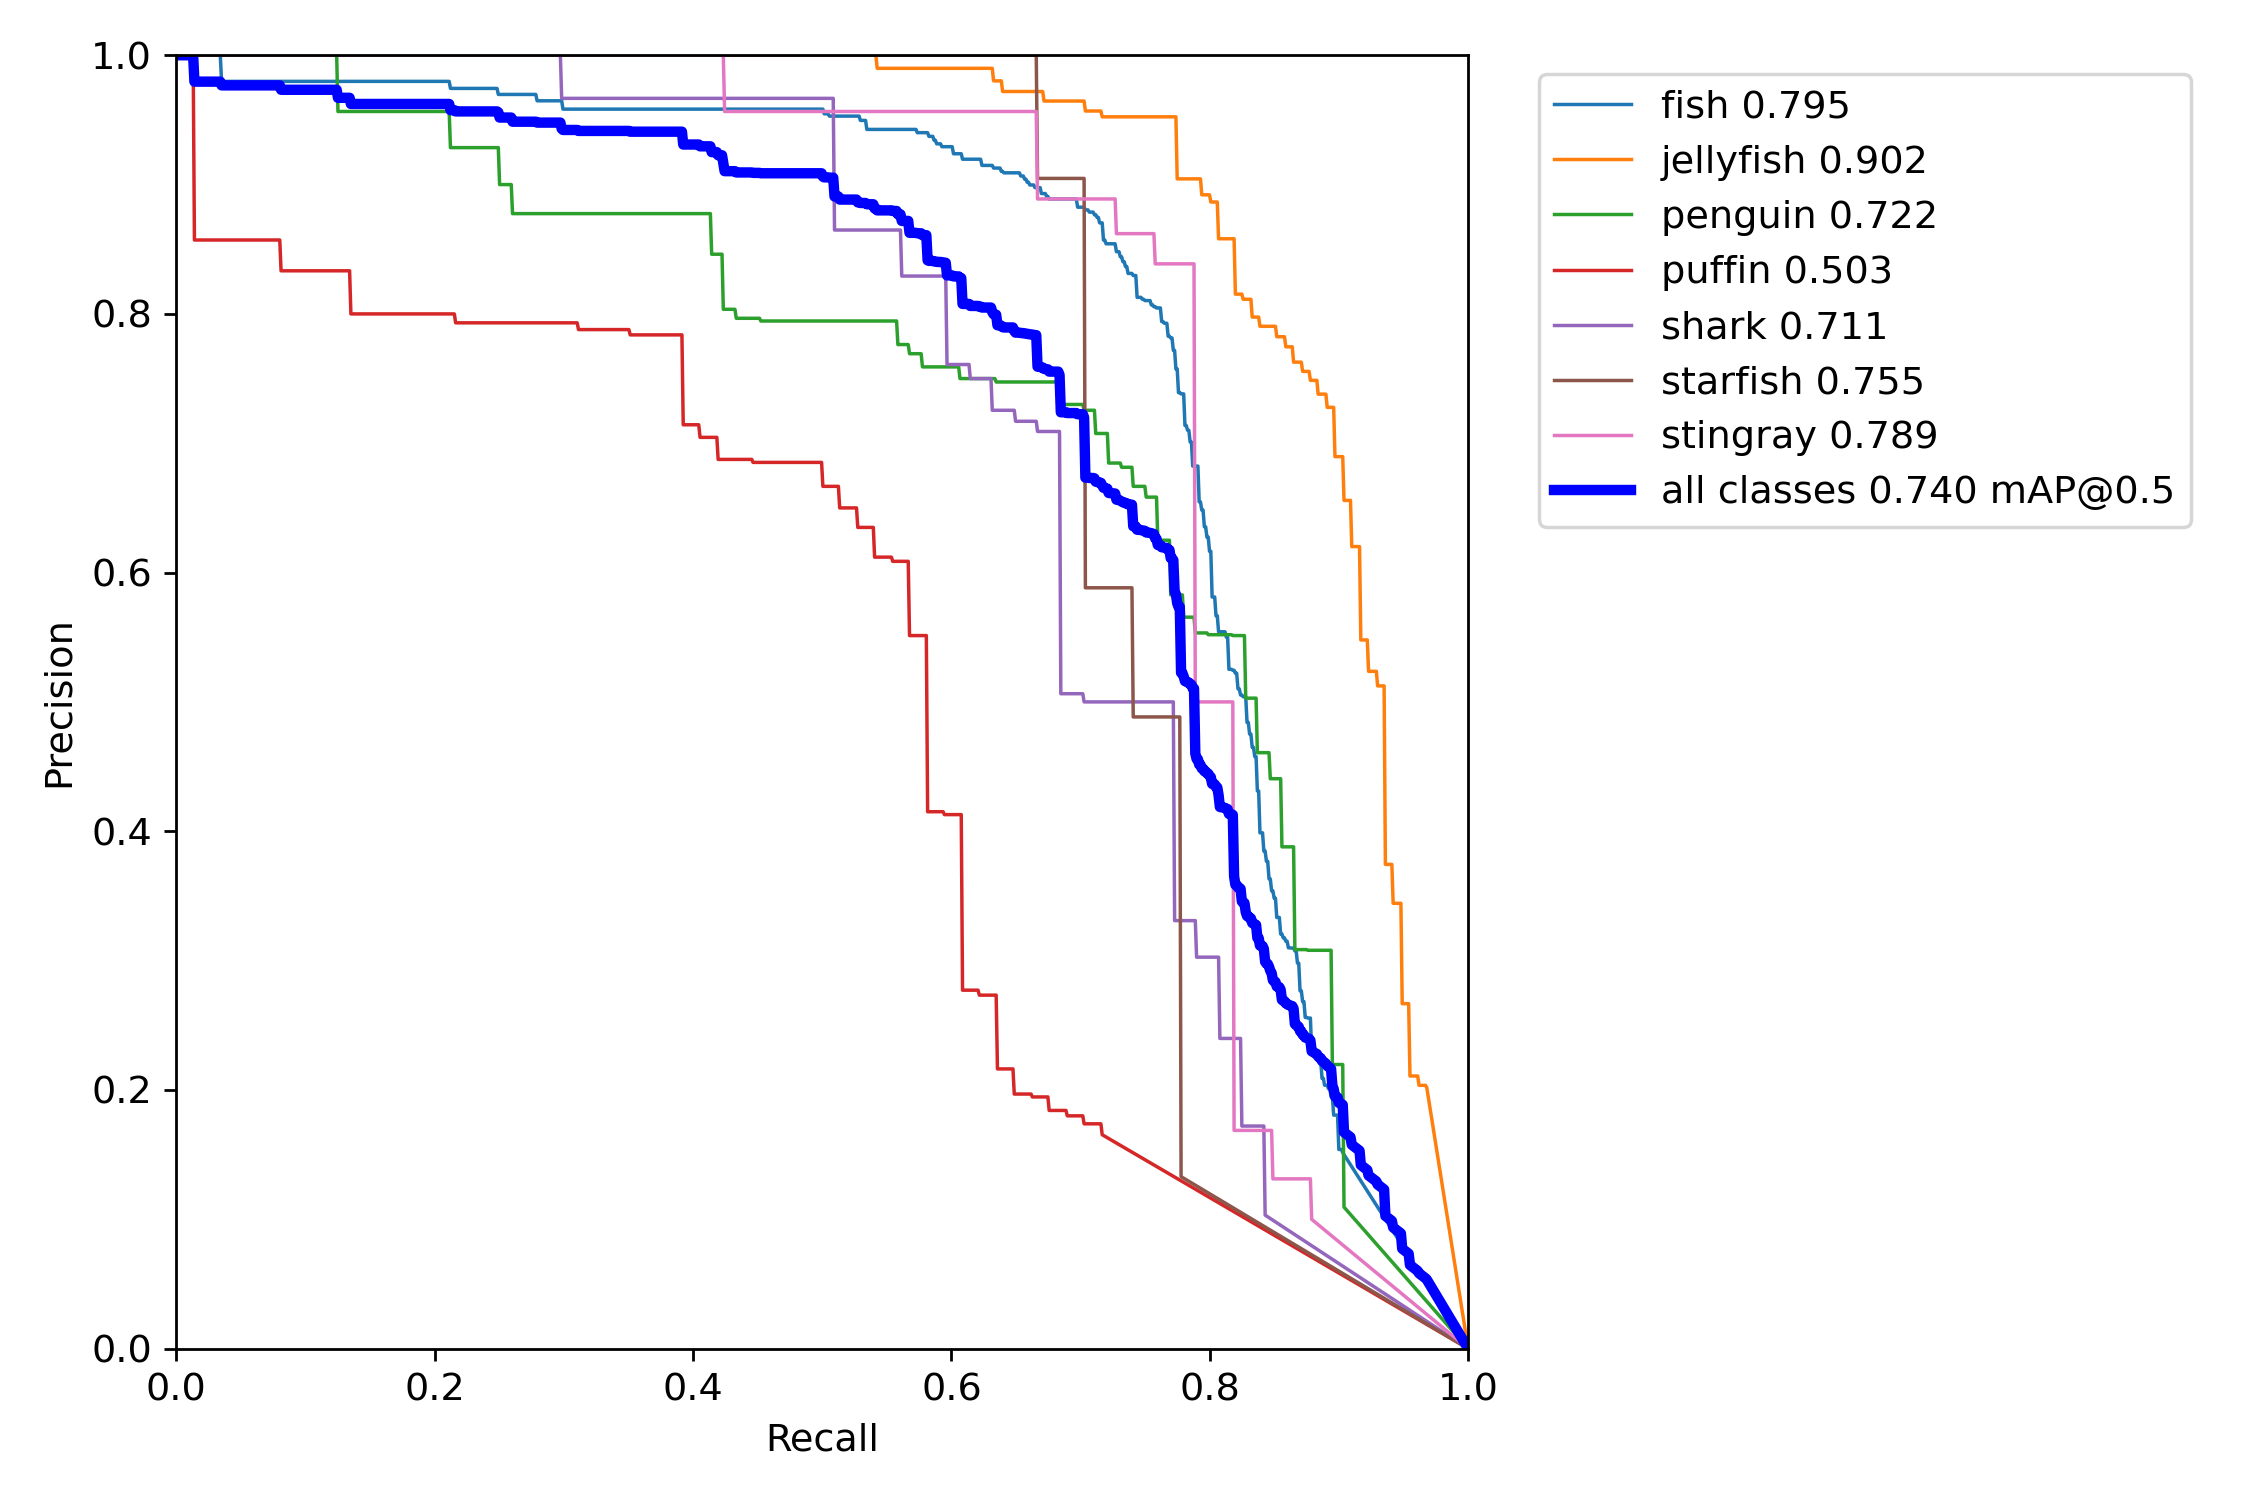 1.0
0.8
0.6
0.4
0.2
0.0
Precision
0.0 0.2 0.4 0.6 0.8 1.0
Recall
fish 0.795
jellyfish 0.902
penguin 0.722
puffin 0.503
shark 0.711
starfish 0.755
stingray 0.789
all classes 0.740 mAP@0.5